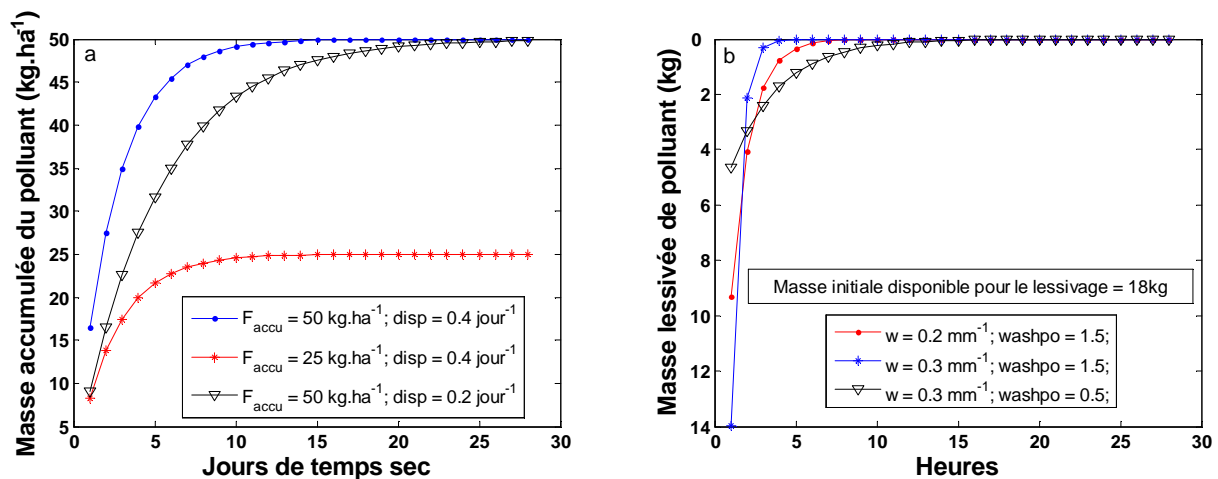 a
Masse accumulée du polluant (kg.ha⁻¹)
50
45
40
35
30
25
20
15
10
5
0
5
10
15
20
25
30
Jours de temps sec
F_accu = 50 kg.ha⁻¹; disp = 0.4 jour⁻¹
F_accu = 25 kg.ha⁻¹; disp = 0.4 jour⁻¹
F_accu = 50 kg.ha⁻¹; disp = 0.2 jour⁻¹
b
Masse lessivée de polluant (kg)
0
2
4
6
8
10
12
14
0
5
10
15
20
25
30
Heures
Masse initiale disponible pour le lessivage = 18kg
w = 0.2 mm⁻¹; washpo = 1.5;
w = 0.3 mm⁻¹; washpo = 1.5;
w = 0.3 mm⁻¹; washpo = 0.5;